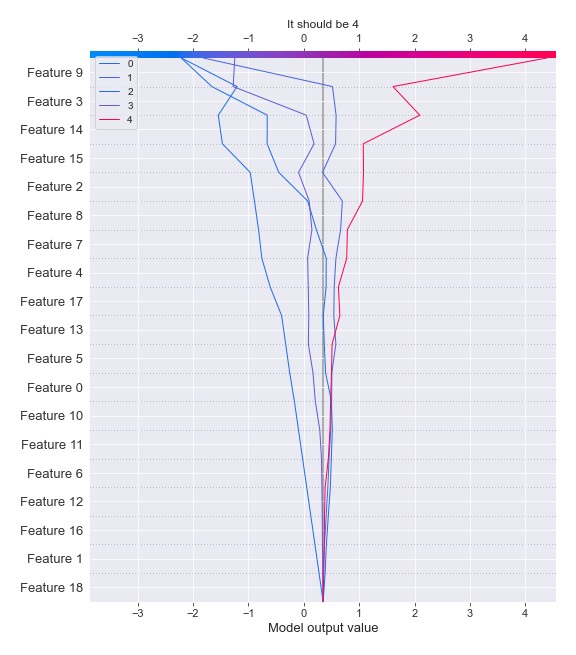 It should be 4
−3 −2 −1 0 1 2 3 4
0
1
2
3
4
Feature 9
Feature 3
Feature 14
Feature 15
Feature 2
Feature 8
Feature 7
Feature 4
Feature 17
Feature 13
Feature 5
Feature 0
Feature 10
Feature 11
Feature 6
Feature 12
Feature 16
Feature 1
Feature 18
−3 −2 −1 0 1 2 3 4
Model output value